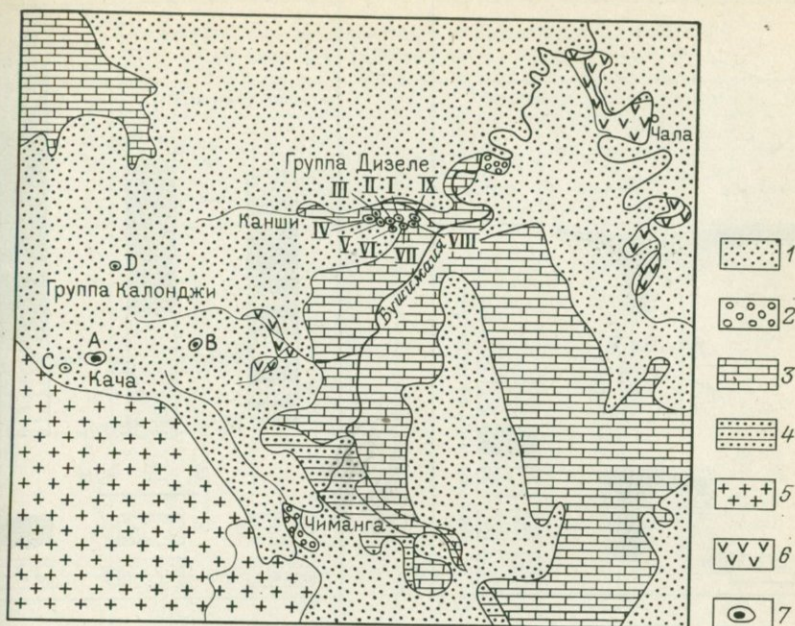 Чала
Группа Дизеле
III II I IX
Канши
IV
V VI VII VIII
Бушимаия
D
Группа Калонджи
A
B
C
Кача
Чиманга
1
2
3
4
5
6
7